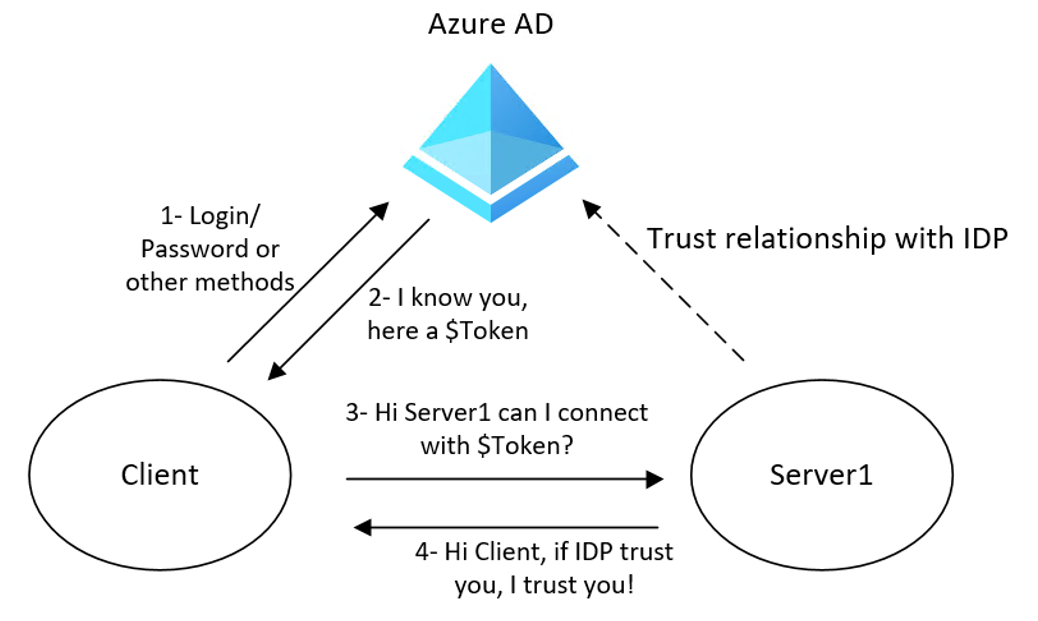 Azure AD
1- Login/
Password or
other methods
Trust relationship with IDP
2- I know you,
here a $Token
3- Hi Server1 can I connect
with $Token?
Client
Server1
4- Hi Client, if IDP trust
you, I trust you!